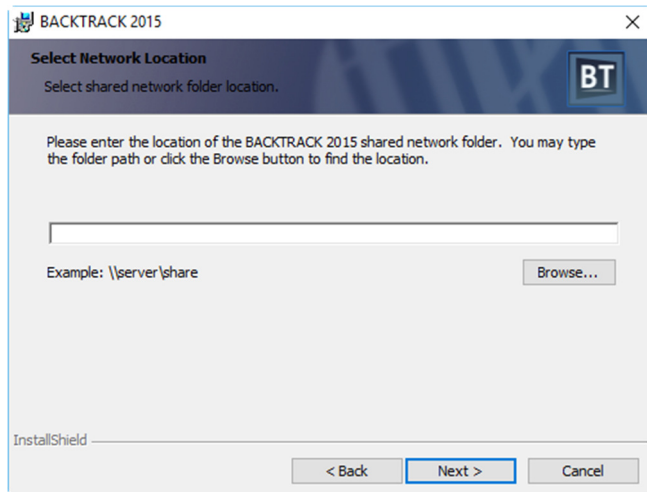 BACKTRACK 2015
Select Network Location
Select shared network folder location.
BT
Please enter the location of the BACKTRACK 2015 shared network folder. You may type
the folder path or click the Browse button to find the location.
Example: \\server\share
Browse...
InstallShield
< Back
Next >
Cancel